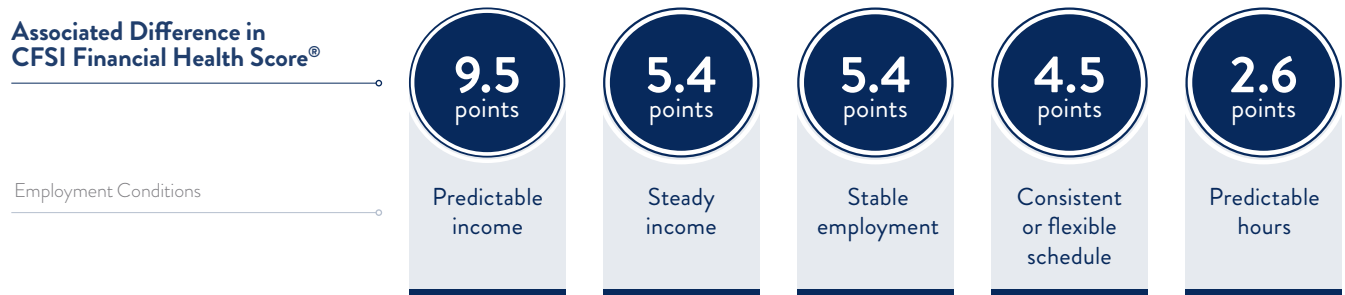 Associated Difference in
CFSI Financial Health Score®
9.5
points
5.4
points
5.4
points
4.5
points
2.6
points
Employment Conditions
Predictable
income
Steady
income
Stable
employment
Consistent
or flexible
schedule
Predictable
hours